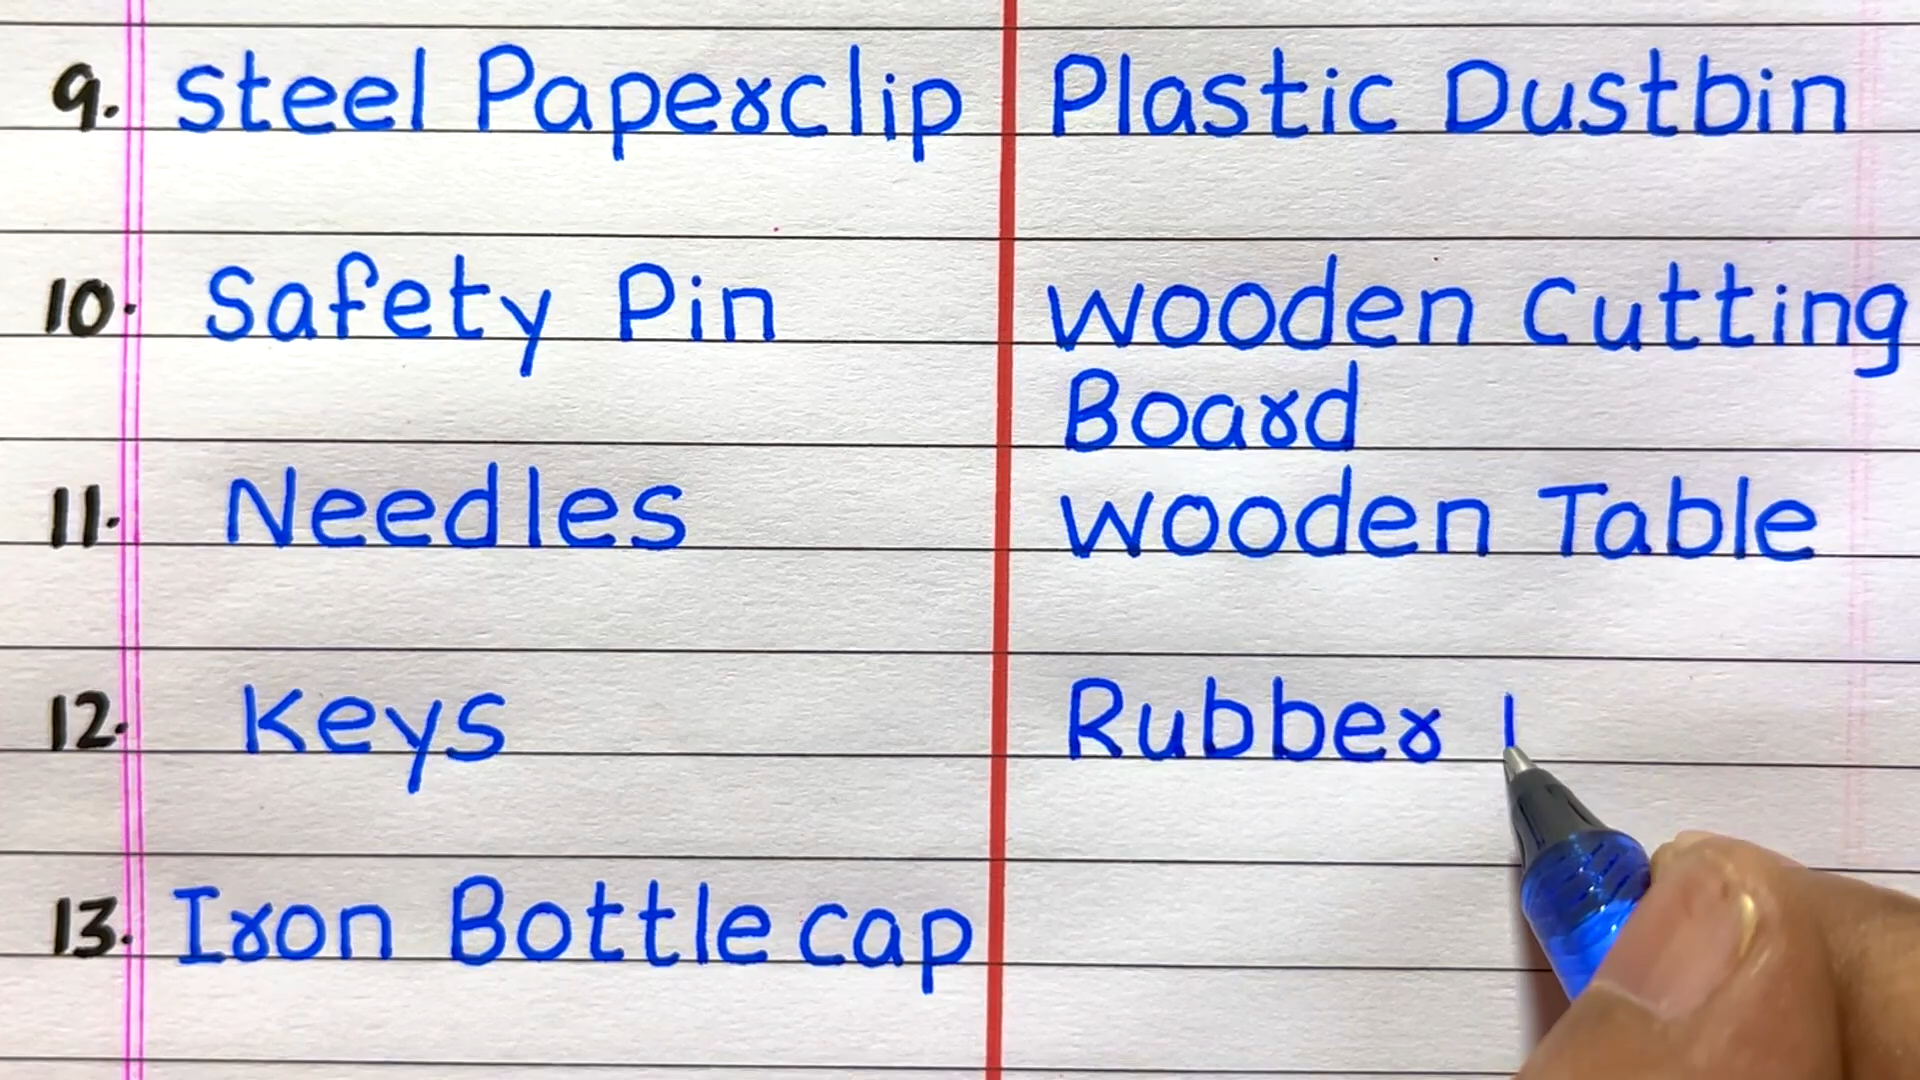 9. Steel Paperclip Plastic Dustbin
10. Safety Pin Wooden Cutting
Board
11. Needles Wooden Table
12. Keys Rubber
13. Iron Bottle cap